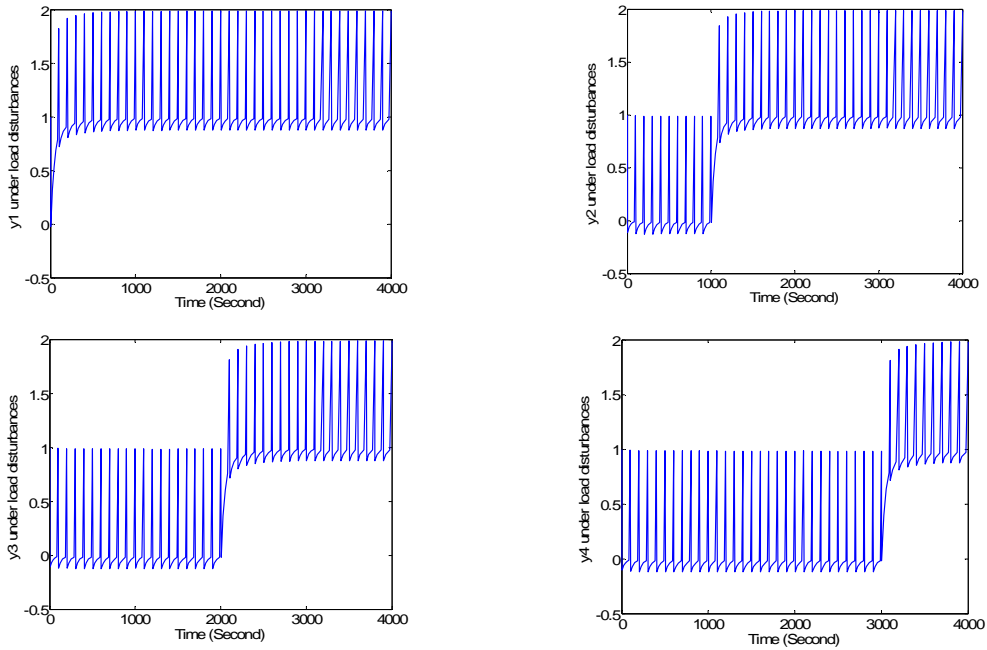 2
1.5
1
0.5
0
-0.5
0 1000 2000 3000 4000
Time (Second)
y1 under load disturbances
2
1.5
1
0.5
0
-0.5
0 1000 2000 3000 4000
Time (Second)
y2 under load disturbances
2
1.5
1
0.5
0
-0.5
0 1000 2000 3000 4000
Time (Second)
y3 under load disturbances
2
1.5
1
0.5
0
-0.5
0 1000 2000 3000 4000
Time (Second)
y4 under load disturbances